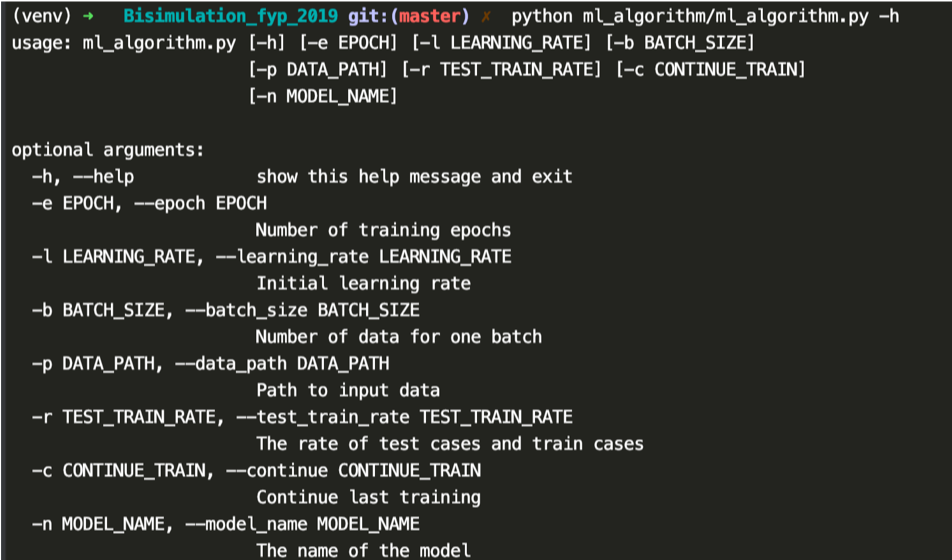 (venv) ➜  Bisimulation_fyp_2019 git:(master) ✗ python ml_algorithm/ml_algorithm.py -h
usage: ml_algorithm.py [-h] [-e EPOCH] [-l LEARNING_RATE] [-b BATCH_SIZE]
                       [-p DATA_PATH] [-r TEST_TRAIN_RATE] [-c CONTINUE_TRAIN]
                       [-n MODEL_NAME]

optional arguments:
  -h, --help            show this help message and exit
  -e EPOCH, --epoch EPOCH
                        Number of training epochs
  -l LEARNING_RATE, --learning_rate LEARNING_RATE
                        Initial learning rate
  -b BATCH_SIZE, --batch_size BATCH_SIZE
                        Number of data for one batch
  -p DATA_PATH, --data_path DATA_PATH
                        Path to input data
  -r TEST_TRAIN_RATE, --test_train_rate TEST_TRAIN_RATE
                        The rate of test cases and train cases
  -c CONTINUE_TRAIN, --continue CONTINUE_TRAIN
                        Continue last training
  -n MODEL_NAME, --model_name MODEL_NAME
                        The name of the model